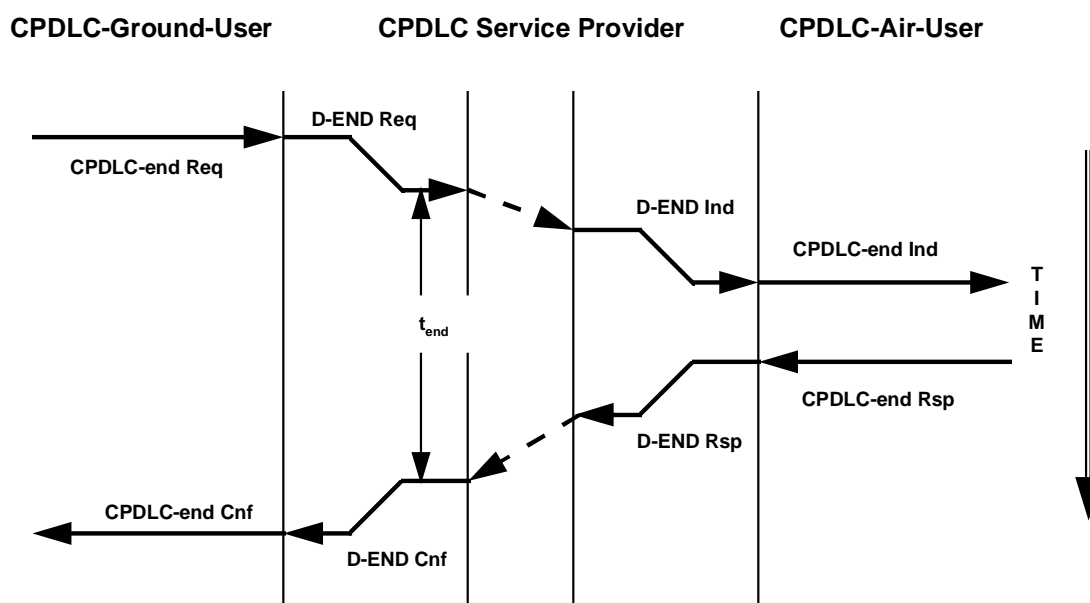 CPDLC-Ground-User
CPDLC Service Provider
CPDLC-Air-User
D-END Req
CPDLC-end Req
D-END Ind
CPDLC-end Ind
T
I
M
E
tend
CPDLC-end Rsp
D-END Rsp
CPDLC-end Cnf
D-END Cnf